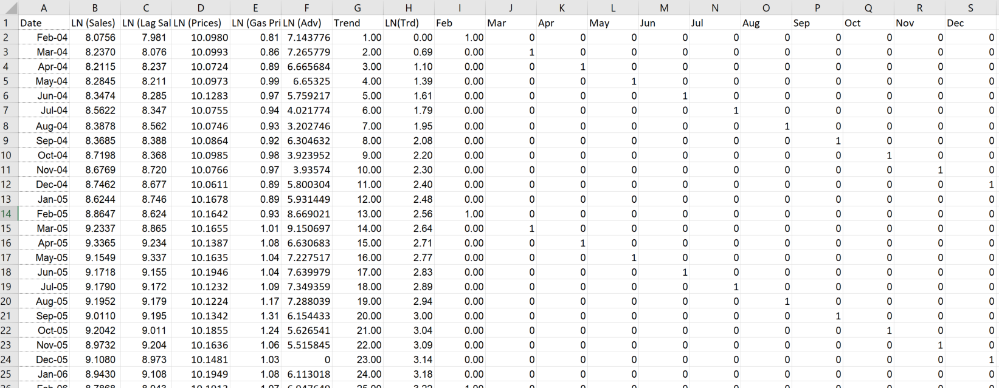 A B C D E F G H I J K L M N O P Q R S
1 Date LN (Sales) LN (Lag Sal LN (Prices) LN (Gas Pri LN (Adv) Trend LN(Trd) Feb Mar Apr May Jun Jul Aug Sep Oct Nov Dec
2 Feb-04 8.0756 7.981 10.0980 0.81 7.143776 1.00 0.00 1.00 0 0 0 0 0 0 0 0 0 0
3 Mar-04 8.2370 8.076 10.0993 0.86 7.265779 2.00 0.69 0.00 1 0 0 0 0 0 0 0 0 0
4 Apr-04 8.2115 8.237 10.0724 0.89 6.665684 3.00 1.10 0.00 0 1 0 0 0 0 0 0 0 0
5 May-04 8.2845 8.211 10.0973 0.99 6.65325 4.00 1.39 0.00 0 0 1 0 0 0 0 0 0 0
6 Jun-04 8.3474 8.285 10.1283 0.97 5.759217 5.00 1.61 0.00 0 0 0 1 0 0 0 0 0 0
7 Jul-04 8.5622 8.347 10.0755 0.94 4.021774 6.00 1.79 0.00 0 0 0 0 1 0 0 0 0 0
8 Aug-04 8.3878 8.562 10.0746 0.93 3.202746 7.00 1.95 0.00 0 0 0 0 0 1 0 0 0 0
9 Sep-04 8.3685 8.388 10.0864 0.92 6.304632 8.00 2.08 0.00 0 0 0 0 0 0 1 0 0 0
10 Oct-04 8.7198 8.368 10.0985 0.98 3.923952 9.00 2.20 0.00 0 0 0 0 0 0 0 1 0 0
11 Nov-04 8.6769 8.720 10.0766 0.97 3.93574 10.00 2.30 0.00 0 0 0 0 0 0 0 0 1 0
12 Dec-04 8.7462 8.677 10.0611 0.89 5.800304 11.00 2.40 0.00 0 0 0 0 0 0 0 0 0 1
13 Jan-05 8.6244 8.746 10.1678 0.89 5.931449 12.00 2.48 0.00 0 0 0 0 0 0 0 0 0 0
14 Feb-05 8.8647 8.624 10.1642 0.93 8.669021 13.00 2.56 1.00 0 0 0 0 0 0 0 0 0 0
15 Mar-05 9.2337 8.865 10.1655 1.01 9.150697 14.00 2.64 0.00 1 0 0 0 0 0 0 0 0 0
16 Apr-05 9.3365 9.234 10.1387 1.08 6.630683 15.00 2.71 0.00 0 1 0 0 0 0 0 0 0 0
17 May-05 9.1549 9.337 10.1635 1.04 7.227517 16.00 2.77 0.00 0 0 1 0 0 0 0 0 0 0
18 Jun-05 9.1718 9.155 10.1946 1.04 7.639979 17.00 2.83 0.00 0 0 0 1 0 0 0 0 0 0
19 Jul-05 9.1790 9.172 10.1232 1.09 7.349359 18.00 2.89 0.00 0 0 0 0 1 0 0 0 0 0
20 Aug-05 9.1952 9.179 10.1224 1.17 7.288039 19.00 2.94 0.00 0 0 0 0 0 1 0 0 0 0
21 Sep-05 9.0110 9.195 10.1342 1.31 6.154433 20.00 3.00 0.00 0 0 0 0 0 0 1 0 0 0
22 Oct-05 9.2042 9.011 10.1855 1.24 5.626541 21.00 3.04 0.00 0 0 0 0 0 0 0 1 0 0
23 Nov-05 8.9732 9.204 10.1636 1.06 5.515845 22.00 3.09 0.00 0 0 0 0 0 0 0 0 1 0
24 Dec-05 9.1080 8.973 10.1481 1.03 0 23.00 3.14 0.00 0 0 0 0 0 0 0 0 0 1
25 Jan-06 8.9430 9.108 10.1949 1.08 6.113018 24.00 3.18 0.00 0 0 0 0 0 0 0 0 0 0